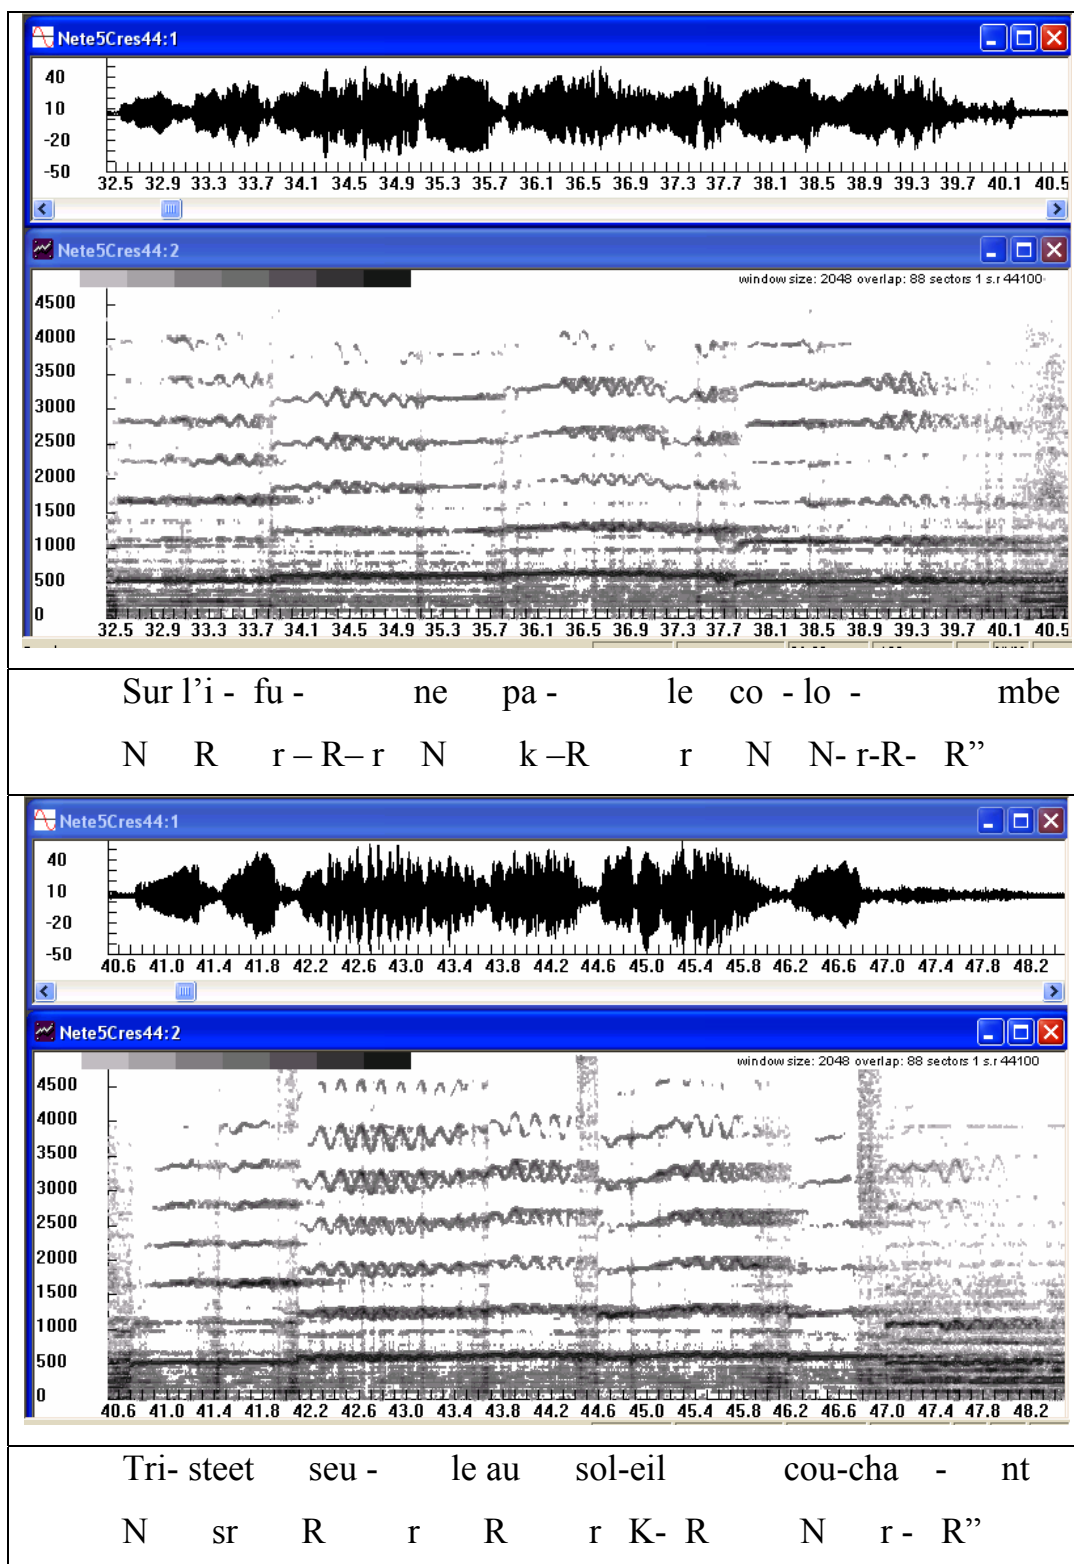 Nete5Cres44:1
40
10
-20
-50
32.5 32.9 33.3 33.7 34.1 34.5 34.9 35.3 35.7 36.1 36.5 36.9 37.3 37.7 38.1 38.5 38.9 39.3 39.7 40.1 40.5
Nete5Cres44:2
window size: 2048 overlap: 88 sectors 1 s.r 44100
4500
4000
3500
3000
2500
2000
1500
1000
500
0
32.5 32.9 33.3 33.7 34.1 34.5 34.9 35.3 35.7 36.1 36.5 36.9 37.3 37.7 38.1 38.5 38.9 39.3 39.7 40.1 40.5
Sur l’i - fu - ne pa - le co - lo - mbe
N R r – R– r N k –R r N N- r-R- R”
Nete5Cres44:1
40
10
-20
-50
40.6 41.0 41.4 41.8 42.2 42.6 43.0 43.4 43.8 44.2 44.6 45.0 45.4 45.8 46.2 46.6 47.0 47.4 47.8 48.2
Nete5Cres44:2
window size: 2048 overlap: 88 sectors 1 s.r 44100
4500
4000
3500
3000
2500
2000
1500
1000
500
0
40.6 41.0 41.4 41.8 42.2 42.6 43.0 43.4 43.8 44.2 44.6 45.0 45.4 45.8 46.2 46.6 47.0 47.4 47.8 48.2
Tri- steet seu - le au sol-eil cou-cha - nt
N sr R r R r K- R N r - R”